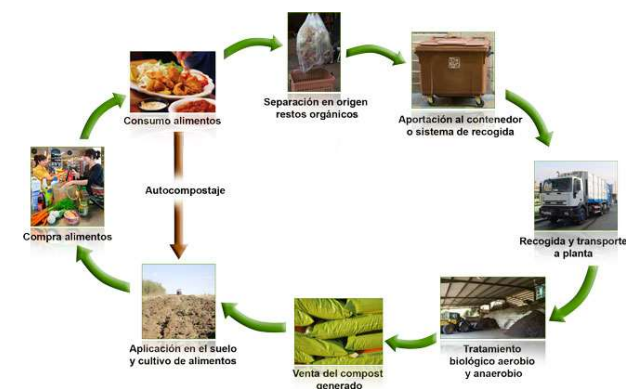 Consumo alimentos
Separación en origen
restos orgánicos
Aportación al contenedor
o sistema de recogida
Recogida y transporte
a planta
Tratamiento
biológico aerobio
y anaerobio
Venta del compost
generado
Aplicación en el suelo
y cultivo de alimentos
Compra alimentos
Autocompostaje